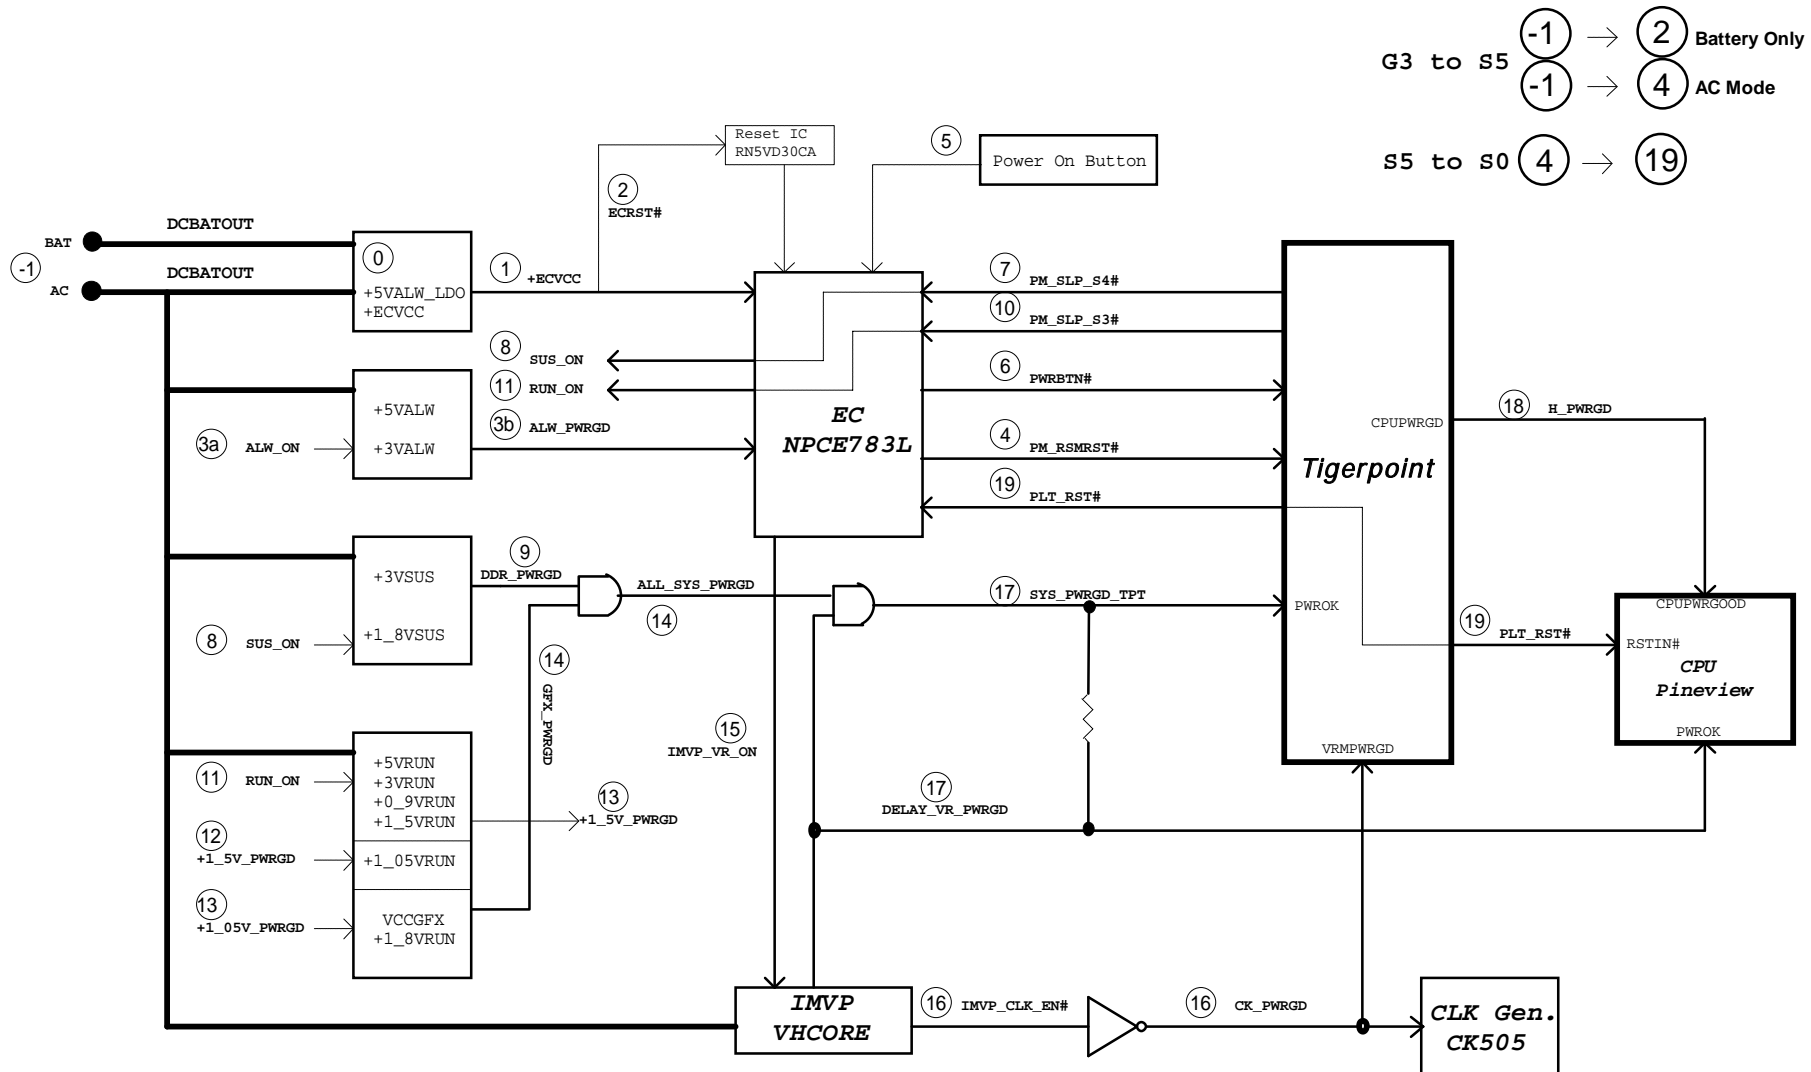 G3 to S5
-1 → 2 Battery Only
-1 → 4 AC Mode
S5 to S0 4 → 19
Reset IC
RN5VD30CA
5
Power On Button
2
ECRST#
BAT
DCBATOUT
-1
AC
DCBATOUT
0
+5VALW_LDO
+ECVCC
1
+ECVCC
7
PM_SLP_S4#
10
PM_SLP_S3#
8
SUS_ON
11
RUN_ON
6
PWRBTN#
3b
ALW_PWRGD
4
PM_RSMRST#
19
PLT_RST#
EC
NPCE783L
+5VALW
+3VALW
3a
ALW_ON
CPUPWRGD
Tigerpoint
18
H_PWRGD
+3VSUS
+1_8VSUS
8
SUS_ON
9
DDR_PWRGD
ALL_SYS_PWRGD
14
17
SYS_PWRGD_TPT
PWROK
19
PLT_RST#
CPUPWRGOOD
RSTIN#
CPU
Pineview
PWROK
14
GFX_PWRGD
15
IMVP_VR_ON
VRMPWRGD
+5VRUN
+3VRUN
+0_9VRUN
+1_5VRUN
11
RUN_ON
13
+1_5V_PWRGD
12
+1_5V_PWRGD
+1_05VRUN
13
+1_05V_PWRGD
VCCGFX
+1_8VRUN
17
DELAY_VR_PWRGD
IMVP
VHCORE
16
IMVP_CLK_EN#
16
CK_PWRGD
CLK Gen.
CK505